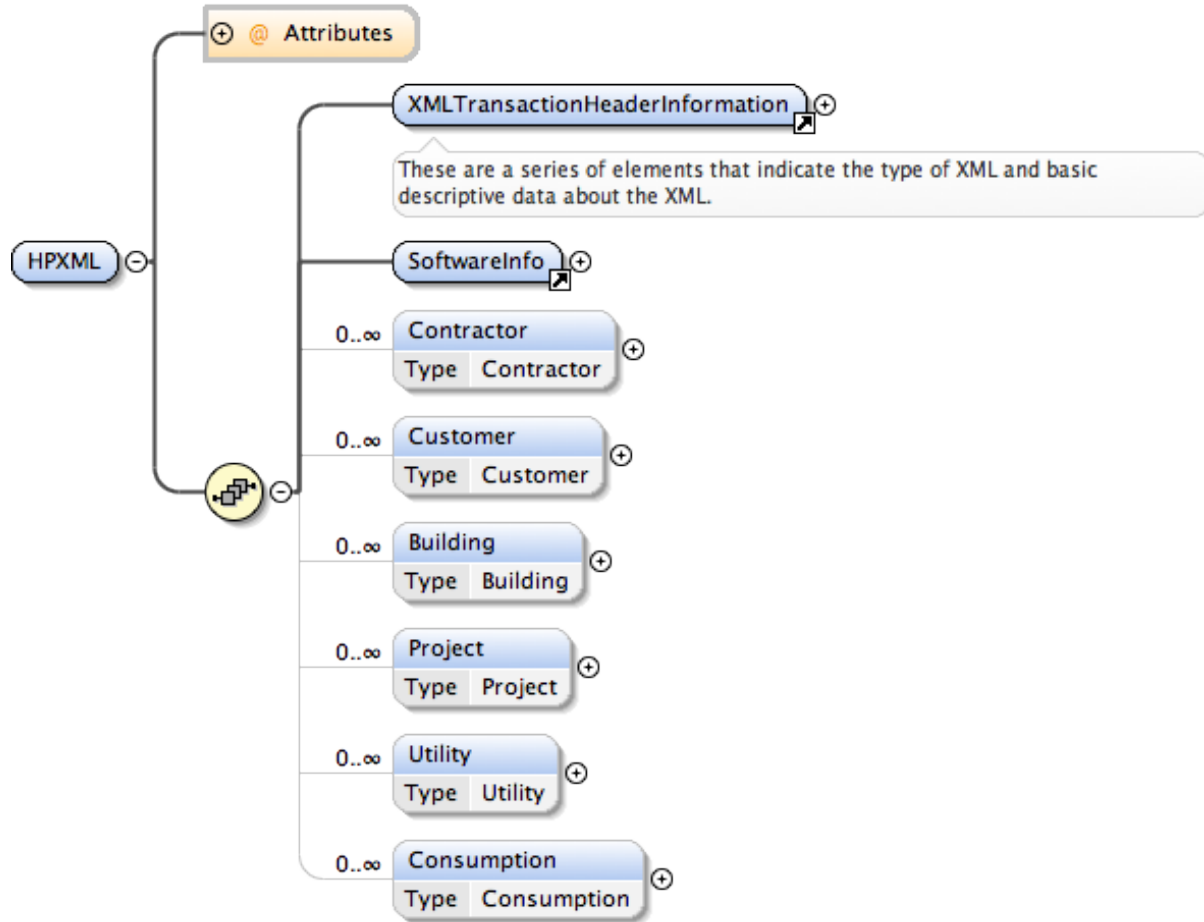 @ Attributes
XMLTransactionHeaderInformation
These are a series of elements that indicate the type of XML and basic
descriptive data about the XML.
HPXML
SoftwareInfo
0..∞
Contractor
Type Contractor
0..∞
Customer
Type Customer
0..∞
Building
Type Building
0..∞
Project
Type Project
0..∞
Utility
Type Utility
0..∞
Consumption
Type Consumption